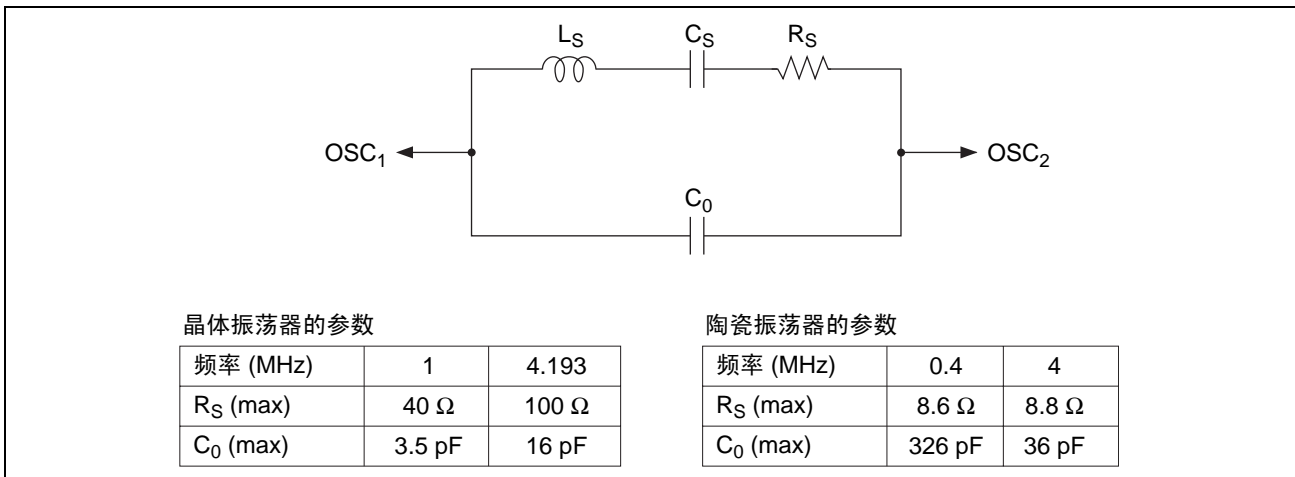 L_S C_S R_S
OSC_1 OSC_2
C_0
晶体振荡器的参数
频率 (MHz) 1 4.193
R_S (max) 40 Ω 100 Ω
C_0 (max) 3.5 pF 16 pF
陶瓷振荡器的参数
频率 (MHz) 0.4 4
R_S (max) 8.6 Ω 8.8 Ω
C_0 (max) 326 pF 36 pF